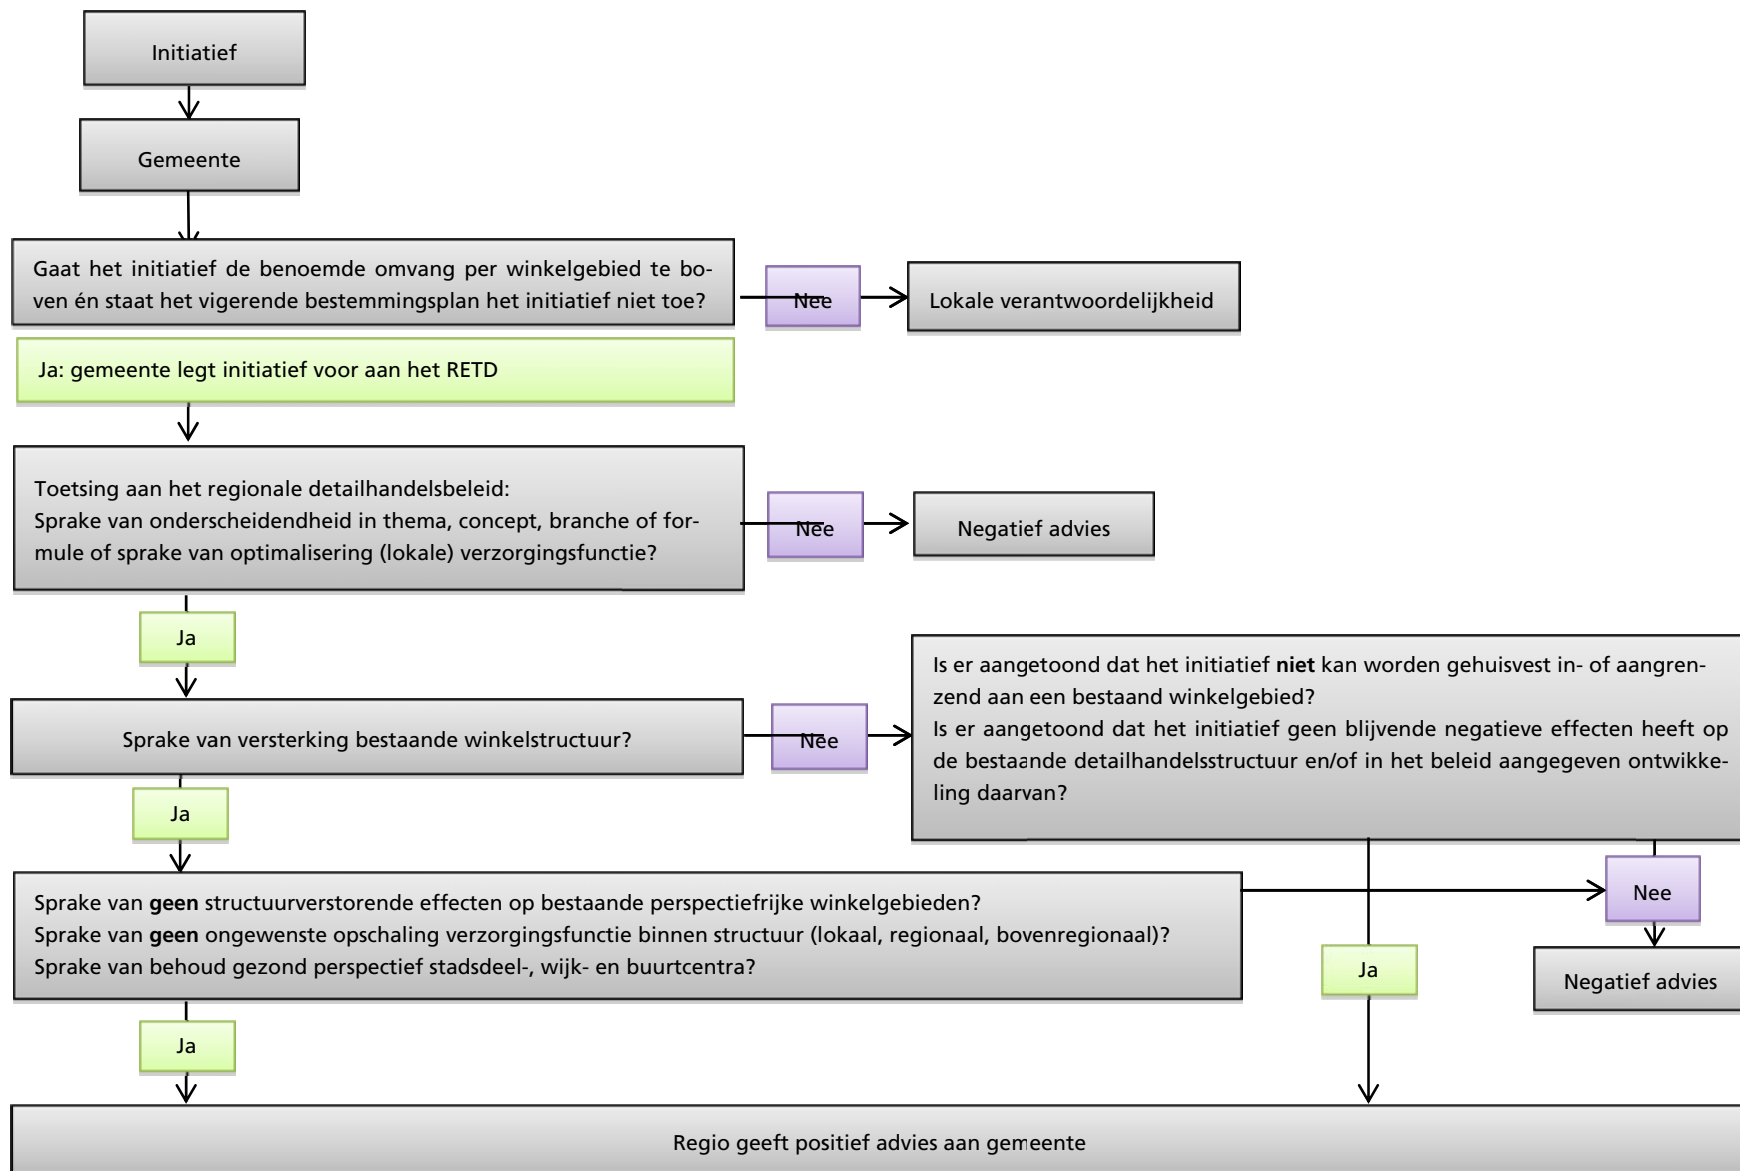 Initiatief
Gemeente
Gaat het initiatief de benoemde omvang per winkelgebied te bo-
ven én staat het vigerende bestemmingsplan het initiatief niet toe?
Nee
Lokale verantwoordelijkheid
Ja: gemeente legt initiatief voor aan het RETD
Toetsing aan het regionale detailhandelsbeleid:
Sprake van onderscheidendheid in thema, concept, branche of for-
mule of sprake van optimalisering (lokale) verzorgingsfunctie?
Nee
Negatief advies
Ja
Sprake van versterking bestaande winkelstructuur?
Nee
Is er aangetoond dat het initiatief niet kan worden gehuisvest in- of aangren-
zend aan een bestaand winkelgebied?
Is er aangetoond dat het initiatief geen blijvende negatieve effecten heeft op
de bestaande detailhandelsstructuur en/of in het beleid aangegeven ontwikke-
ling daarvan?
Ja
Sprake van geen structuurverstorende effecten op bestaande perspectiefrijke winkelgebieden?
Sprake van geen ongewenste opschaling verzorgingsfunctie binnen structuur (lokaal, regionaal, bovenregionaal)?
Sprake van behoud gezond perspectief stadsdeel-, wijk- en buurtcentra?
Nee
Ja
Negatief advies
Ja
Regio geeft positief advies aan gemeente